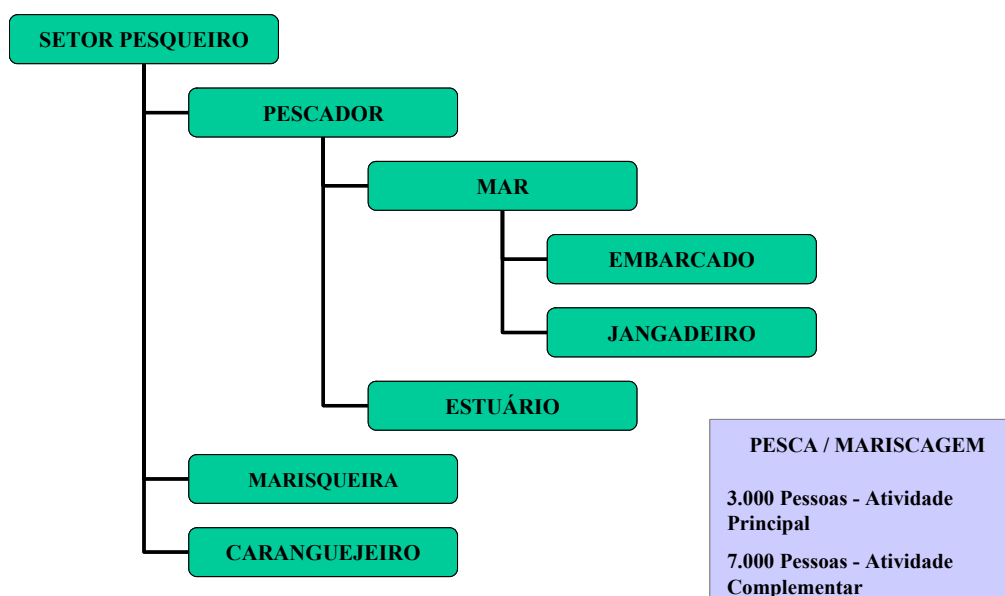 SETOR PESQUEIRO
PESCADOR
MAR
EMBARCADO
JANGADEIRO
ESTUÁRIO
MARISQUEIRA
CARANGUEJEIRO
PESCA / MARISCAGEM
3.000 Pessoas - Atividade
Principal
7.000 Pessoas - Atividade
Complementar